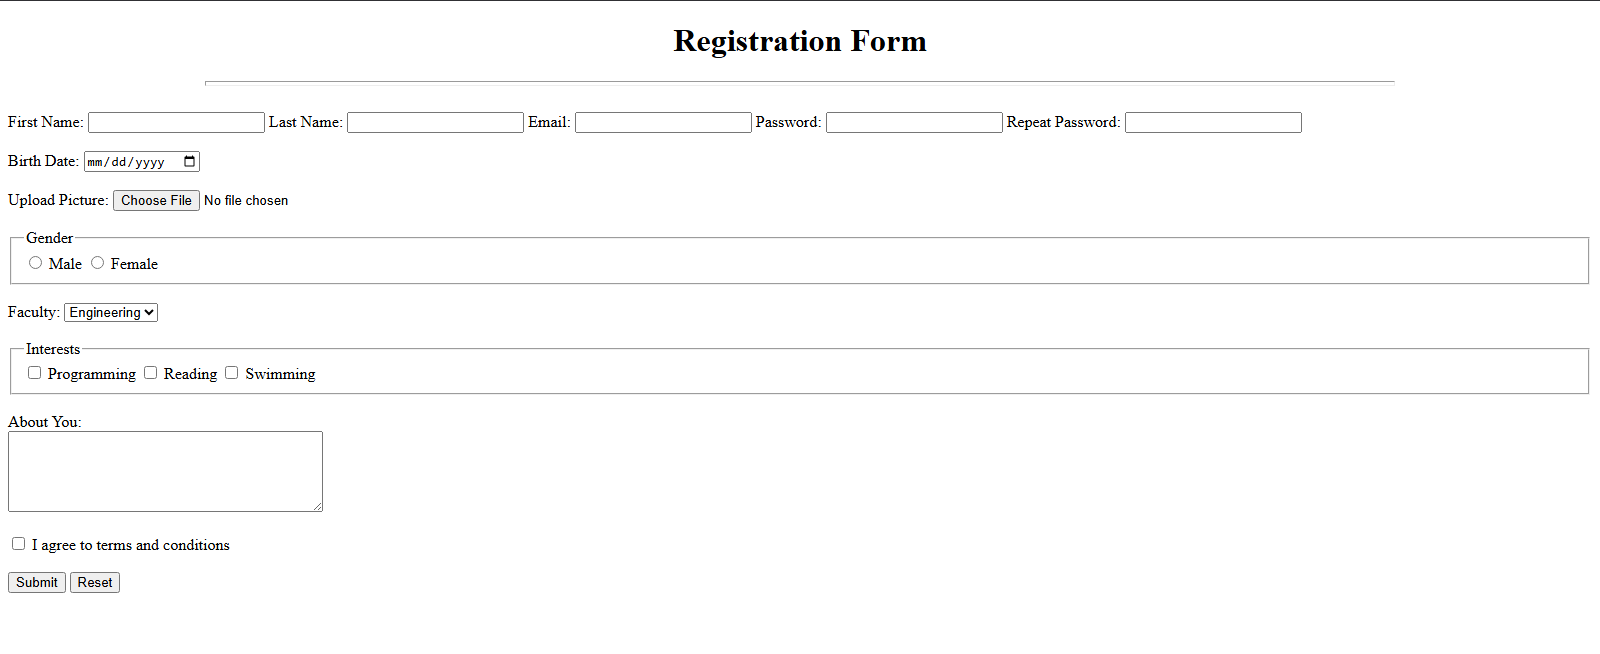 Registration Form
First Name: Last Name: Email: Password: Repeat Password:
Birth Date: mm/dd/yyyy
Upload Picture: Choose File No file chosen
Gender
Male Female
Faculty: Engineering
Interests
Programming Reading Swimming
About You:
I agree to terms and conditions
Submit Reset